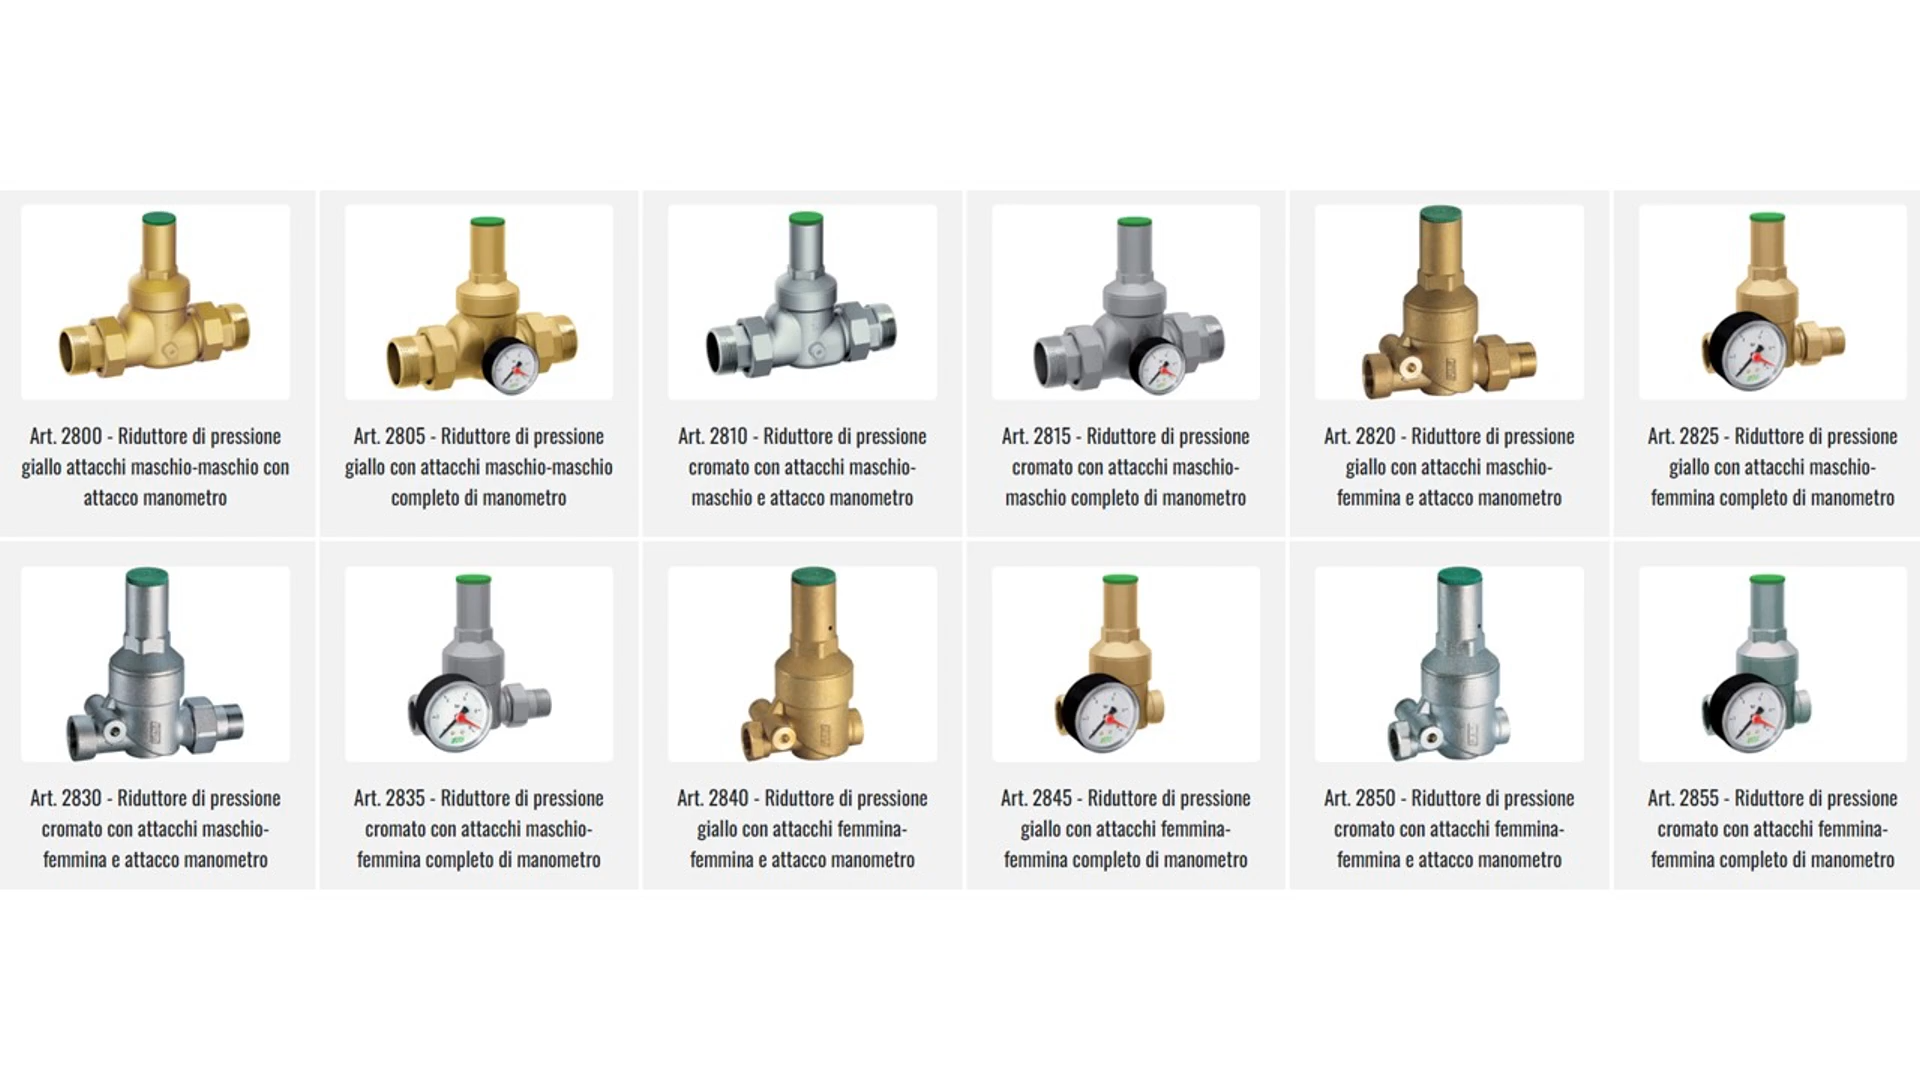 Art. 2800 - Riduttore di pressione
giallo attacchi maschio-maschio con
attacco manometro
Art. 2805 - Riduttore di pressione
giallo con attacchi maschio-maschio
completo di manometro
Art. 2810 - Riduttore di pressione
cromato con attacchi maschio-
maschio e attacco manometro
Art. 2815 - Riduttore di pressione
cromato con attacchi maschio-
maschio completo di manometro
Art. 2820 - Riduttore di pressione
giallo con attacchi maschio-
femmina e attacco manometro
Art. 2825 - Riduttore di pressione
giallo con attacchi maschio-
femmina completo di manometro
Art. 2830 - Riduttore di pressione
cromato con attacchi maschio-
femmina e attacco manometro
Art. 2835 - Riduttore di pressione
cromato con attacchi maschio-
femmina completo di manometro
Art. 2840 - Riduttore di pressione
giallo con attacchi femmina-
femmina e attacco manometro
Art. 2845 - Riduttore di pressione
giallo con attacchi femmina-
femmina completo di manometro
Art. 2850 - Riduttore di pressione
cromato con attacchi femmina-
femmina e attacco manometro
Art. 2855 - Riduttore di pressione
cromato con attacchi femmina-
femmina completo di manometro